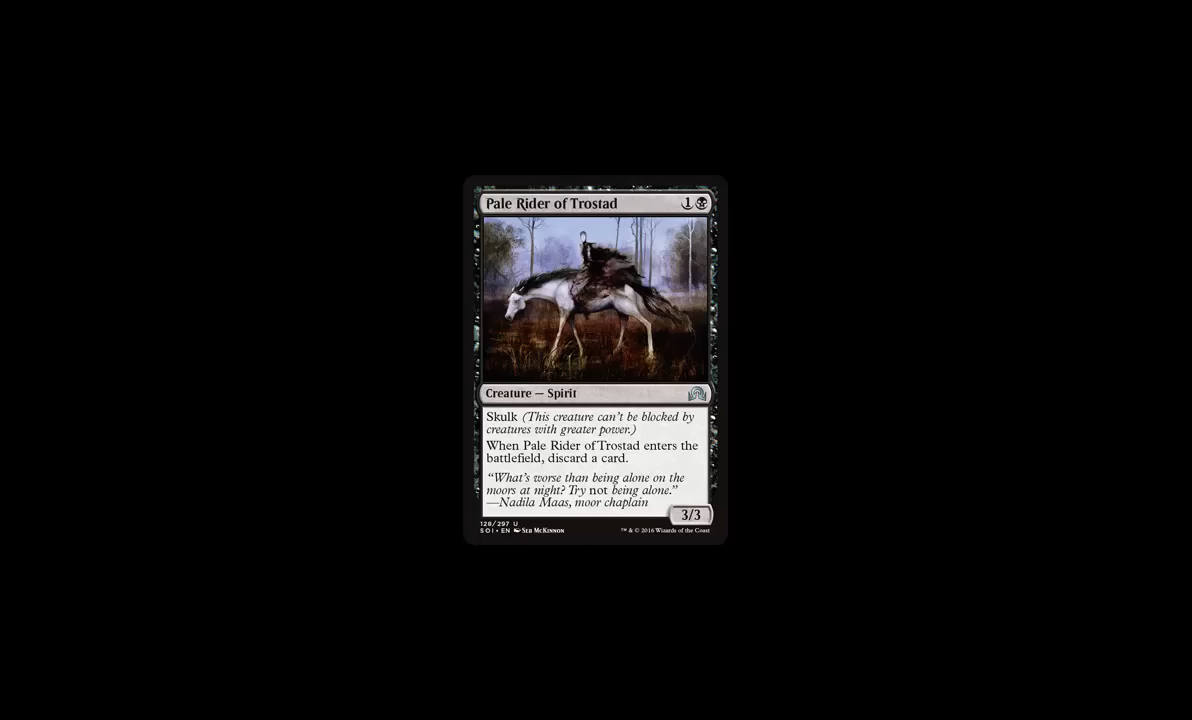 Pale Rider of Trostad 1
Creature — Spirit
Skulk (This creature can't be blocked by
creatures with greater power.)
When Pale Rider of Trostad enters the
battlefield, discard a card.
"What's worse than being alone on the
moors at night? Try not being alone."
—Nadila Maas, moor chaplain
3/3
128/297 U
SOI • EN Seb McKinnon
™ & © 2016 Wizards of the Coast